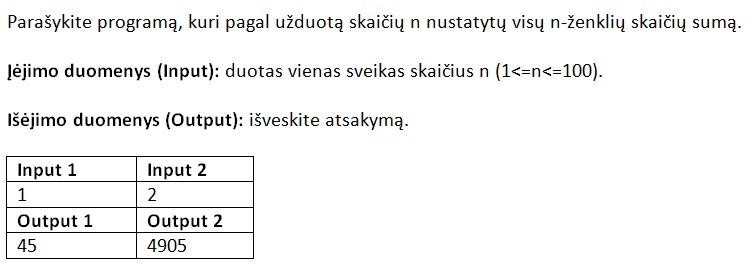 Parašykite programą, kuri pagal užduotą skaičių n nustatytų visų n-ženklių skaičių sumą.
Įėjimo duomenys (Input): duotas vienas sveikas skaičius n (1<=n<=100).
Išėjimo duomenys (Output): išveskite atsakymą.
Input 1 Input 2
1 2
Output 1 Output 2
45 4905